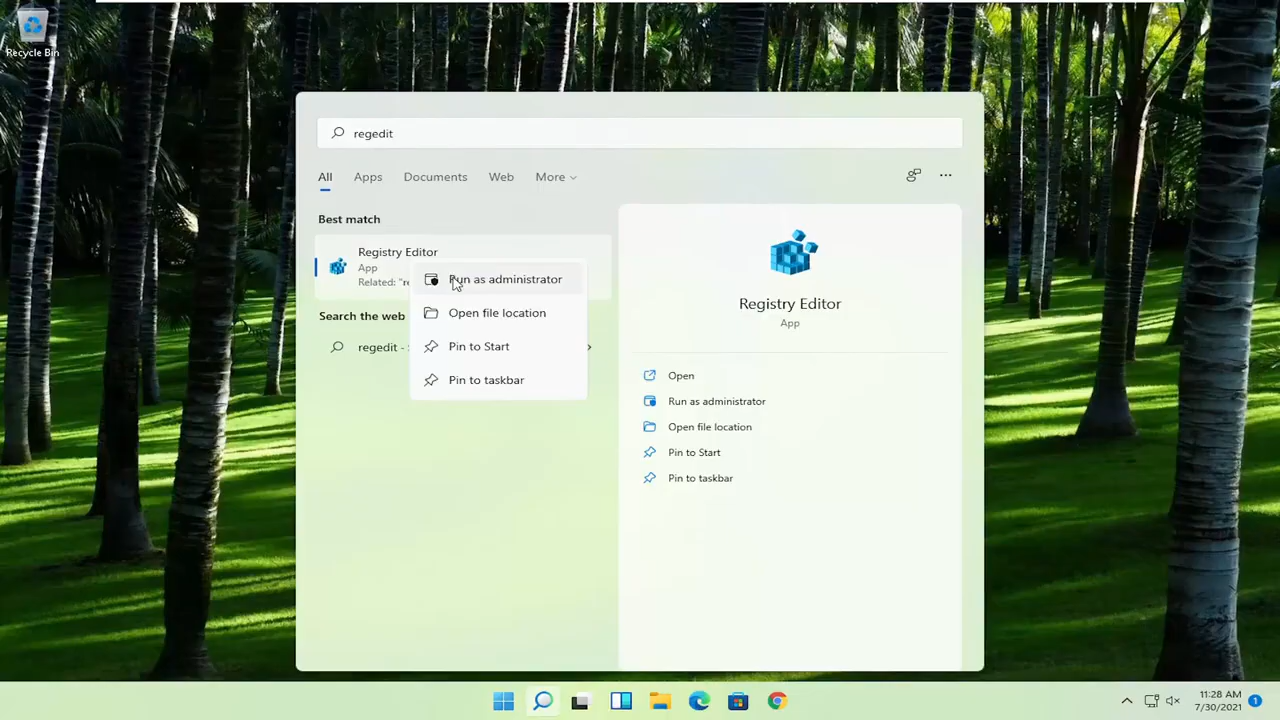 Recycle Bin
regedit
All Apps Documents Web More
Best match
Registry Editor
App
Related: "re
Run as administrator
Open file location
Pin to Start
Pin to taskbar
Search the web
regedit -
Registry Editor
App
Open
Run as administrator
Open file location
Pin to Start
Pin to taskbar
11:28 AM
7/30/2021
1